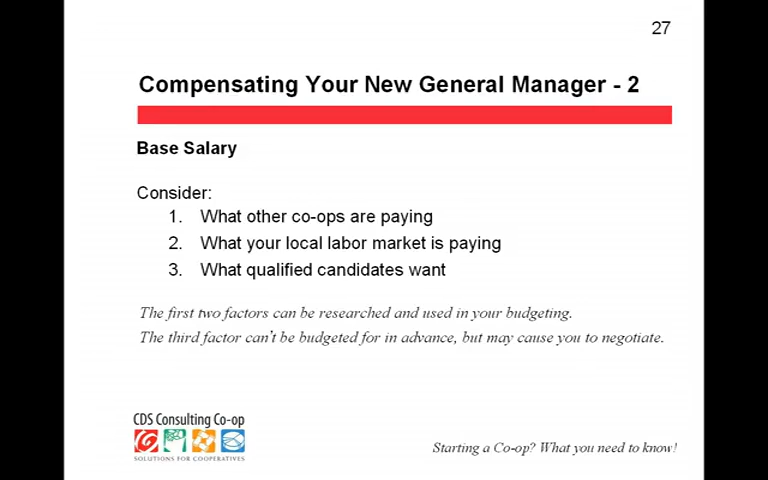 27
Compensating Your New General Manager - 2
Base Salary
Consider:
1. What other co-ops are paying
2. What your local labor market is paying
3. What qualified candidates want
The first two factors can be researched and used in your budgeting.
The third factor can't be budgeted for in advance, but may cause you to negotiate.
CDS Consulting Co-op
SOLUTIONS FOR COOPERATIVES
Starting a Co-op? What you need to know!